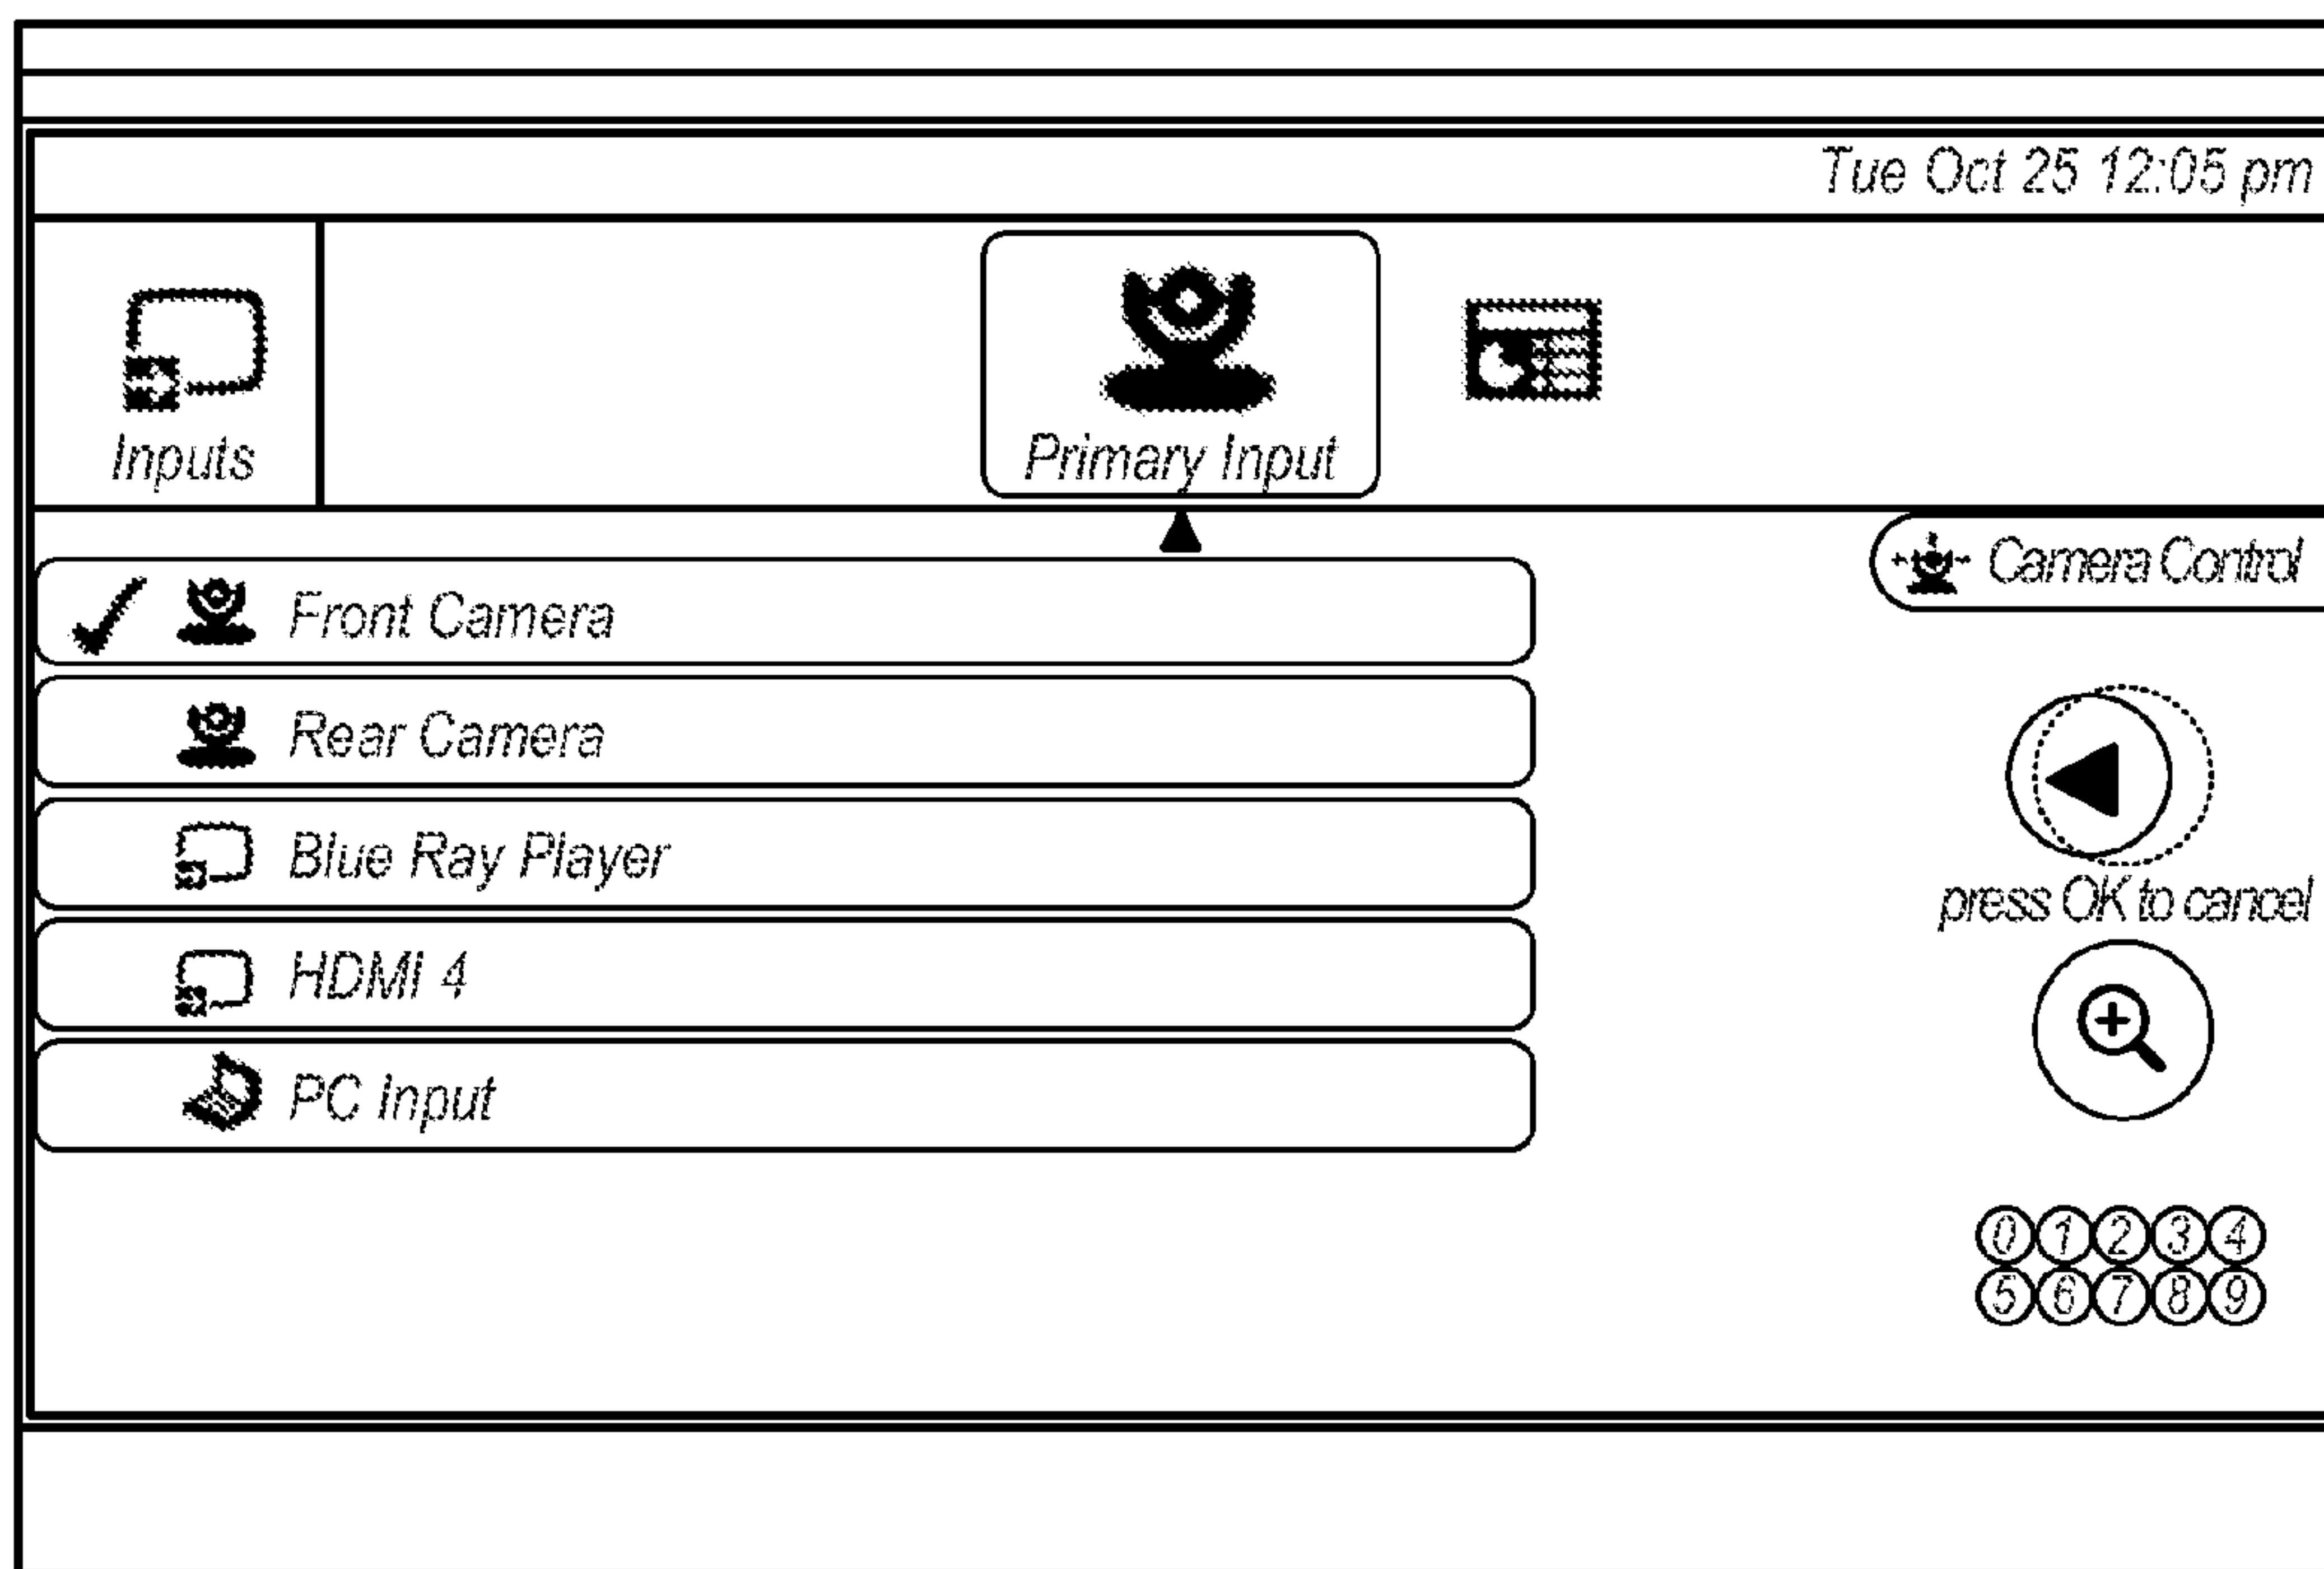 Tue Oct 25 12:05 pm
Inputs
Primary Input
Camera Control
Front Camera
Rear Camera
Blue Ray Player
HDMI 4
PC Input
press OK to cancel
0 1 2 3 4
5 6 7 8 9